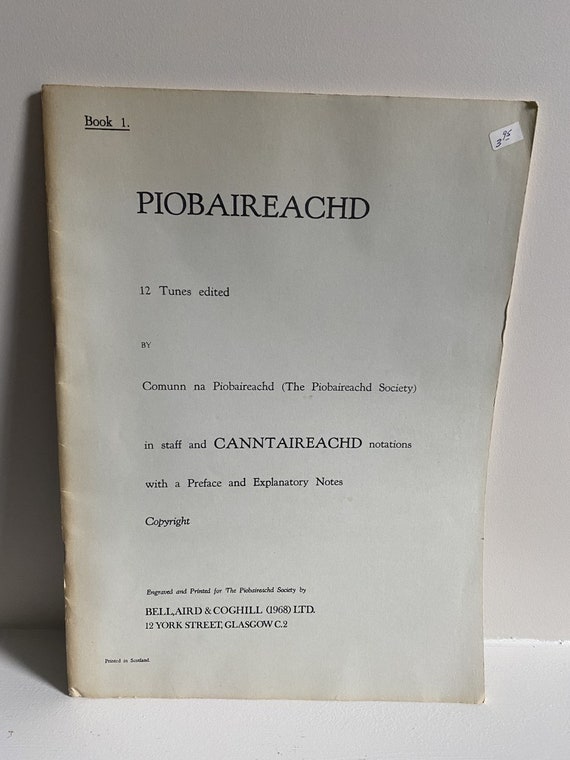 Book 1.
3 95
PIOBAIREACHD
12 Tunes edited
BY
Comunn na Piobaireachd (The Piobaireachd Society)
in staff and CANNTAIREACHD notations
with a Preface and Explanatory Notes
Copyright
Engraved and Printed for The Piobaireachd Society by
BELL, AIRD & COGHILL (1968) LTD.
12 YORK STREET, GLASGOW C.2
Printed in Scotland.